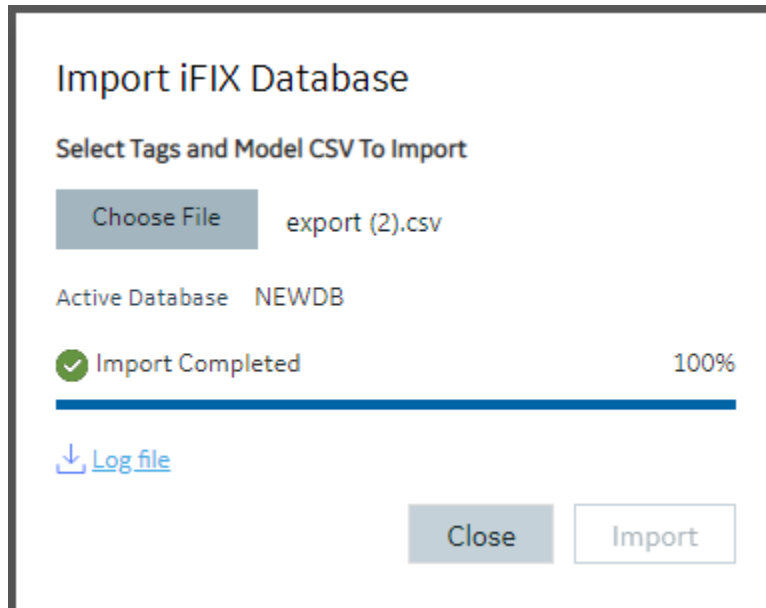 Import iFIX Database
Select Tags and Model CSV To Import
Choose File export (2).csv
Active Database NEWDB
Import Completed 100%
Log file
Close Import